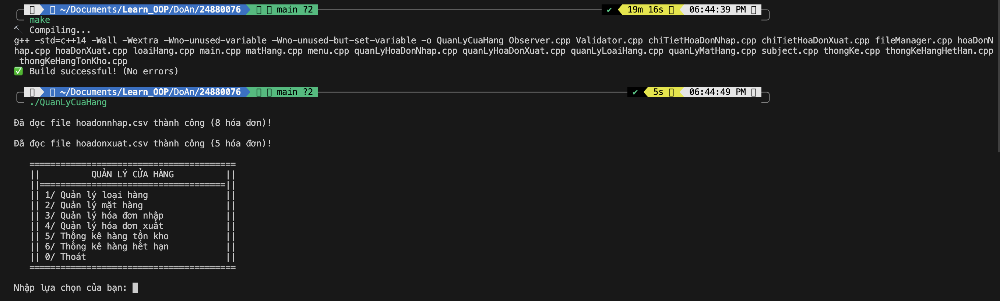 ~/Documents/Learn_OOP/DoAn/24880076 main ?2 ✔ 19m 16s 06:44:39 PM
make
🔨 Compiling...
g++ -std=c++14 -Wall -Wextra -Wno-unused-variable -Wno-unused-but-set-variable -o QuanLyCuaHang Observer.cpp Validator.cpp chiTietHoaDonNhap.cpp chiTietHoaDonXuat.cpp fileManager.cpp hoaDonN
hap.cpp hoaDonXuat.cpp loaiHang.cpp main.cpp matHang.cpp menu.cpp quanLyHoaDonNhap.cpp quanLyHoaDonXuat.cpp quanLyLoaiHang.cpp quanLyMatHang.cpp subject.cpp thongKe.cpp thongKeHangHetHan.cpp
thongKeHangTonKho.cpp
✅ Build successful! (No errors)
~/Documents/Learn_OOP/DoAn/24880076 main ?2 ✔ 5s 06:44:49 PM
./QuanLyCuaHang
Đã đọc file hoadonnhap.csv thành công (8 hóa đơn)!
Đã đọc file hoadonxuat.csv thành công (5 hóa đơn)!
========================================
|| QUẢN LÝ CỬA HÀNG ||
||====================================||
|| 1/ Quản lý loại hàng ||
|| 2/ Quản lý mặt hàng ||
|| 3/ Quản lý hóa đơn nhập ||
|| 4/ Quản lý hóa đơn xuất ||
|| 5/ Thống kê hàng tồn kho ||
|| 6/ Thống kê hàng hết hạn ||
|| 0/ Thoát ||
========================================
Nhập lựa chọn của bạn: